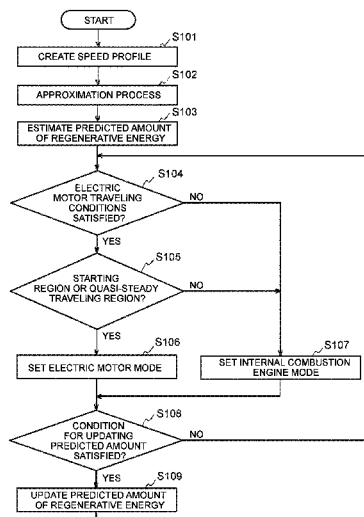 START
S101
CREATE SPEED PROFILE
S102
APPROXIMATION PROCESS
S103
ESTIMATE PREDICTED AMOUNT
OF REGENERATIVE ENERGY
S104
ELECTRIC
MOTOR TRAVELING
CONDITIONS
SATISFIED?
NO
YES
S105
STARTING
REGION OR QUASI-STEADY
TRAVELING REGION?
NO
YES
S106
SET ELECTRIC MOTOR MODE
S107
SET INTERNAL COMBUSTION
ENGINE MODE
S108
CONDITION
FOR UPDATING
PREDICTED AMOUNT
SATISFIED?
NO
YES
S109
UPDATE PREDICTED AMOUNT
OF REGENERATIVE ENERGY